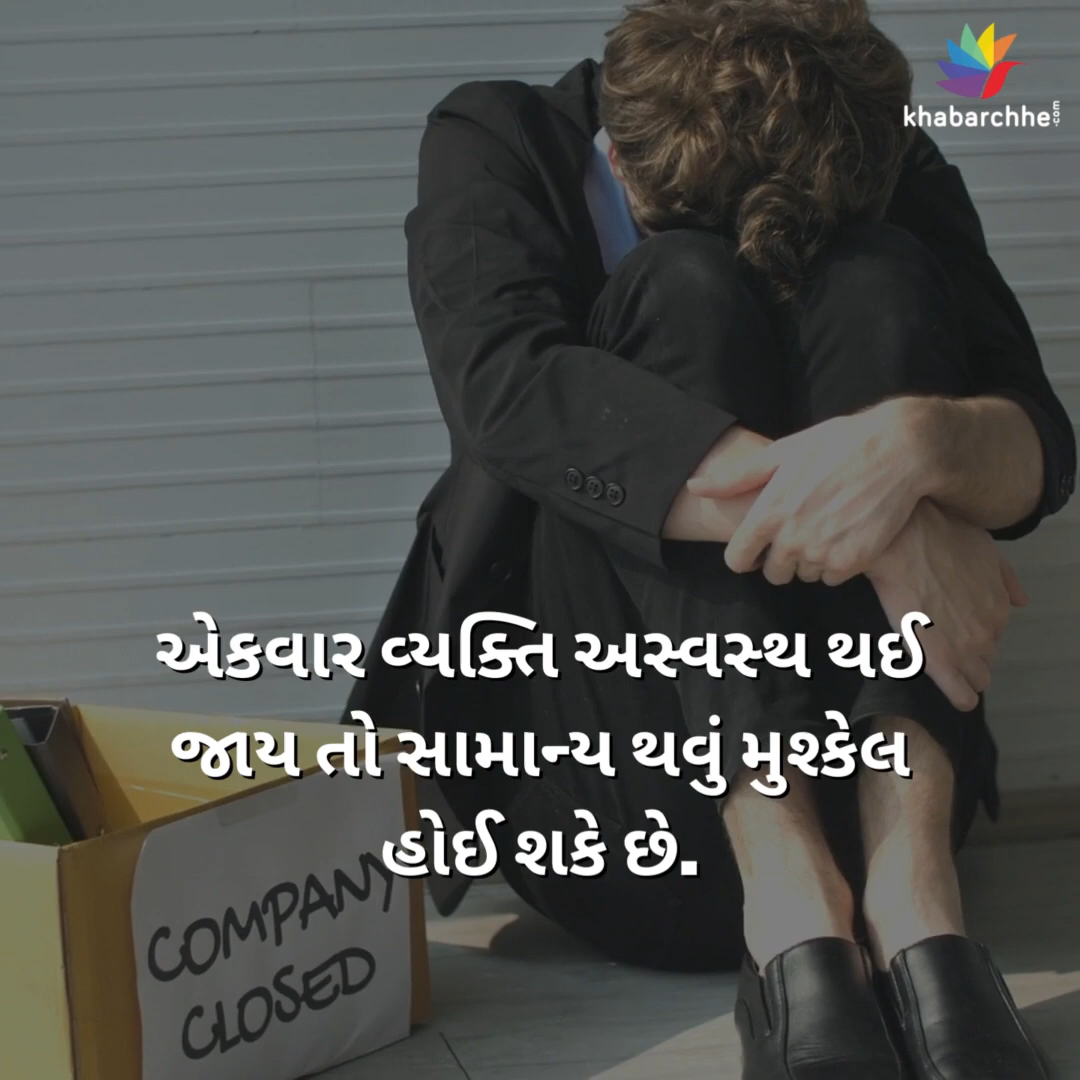 khabarchhe.com
એકવાર વ્યક્તિ અસ્વસ્થ થઈ
જાય તો સામાન્ય થવું મુશ્કેલ
હોઈ શકે છે.
COMPANY
CLOSED